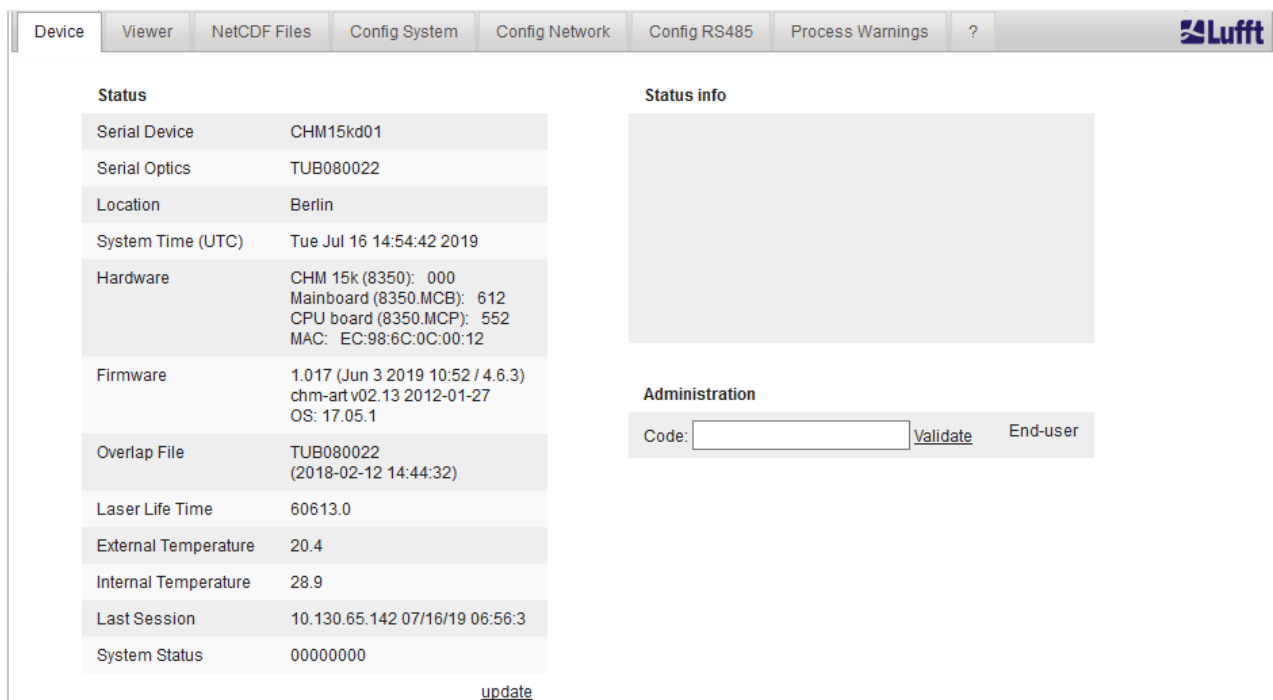 Device Viewer NetCDF Files Config System Config Network Config RS485 Process Warnings ? Lufft
Status
Serial Device CHM15kd01
Serial Optics TUB080022
Location Berlin
System Time (UTC) Tue Jul 16 14:54:42 2019
Hardware CHM 15k (8350): 000
Mainboard (8350.MCB): 612
CPU board (8350.MCP): 552
MAC: EC:98:6C:0C:00:12
Firmware 1.017 (Jun 3 2019 10:52 / 4.6.3)
chm-art v02.13 2012-01-27
OS: 17.05.1
Overlap File TUB080022
(2018-02-12 14:44:32)
Laser Life Time 60613.0
External Temperature 20.4
Internal Temperature 28.9
Last Session 10.130.65.142 07/16/19 06:56:3
System Status 00000000
update
Status info
Administration
Code: Validate End-user